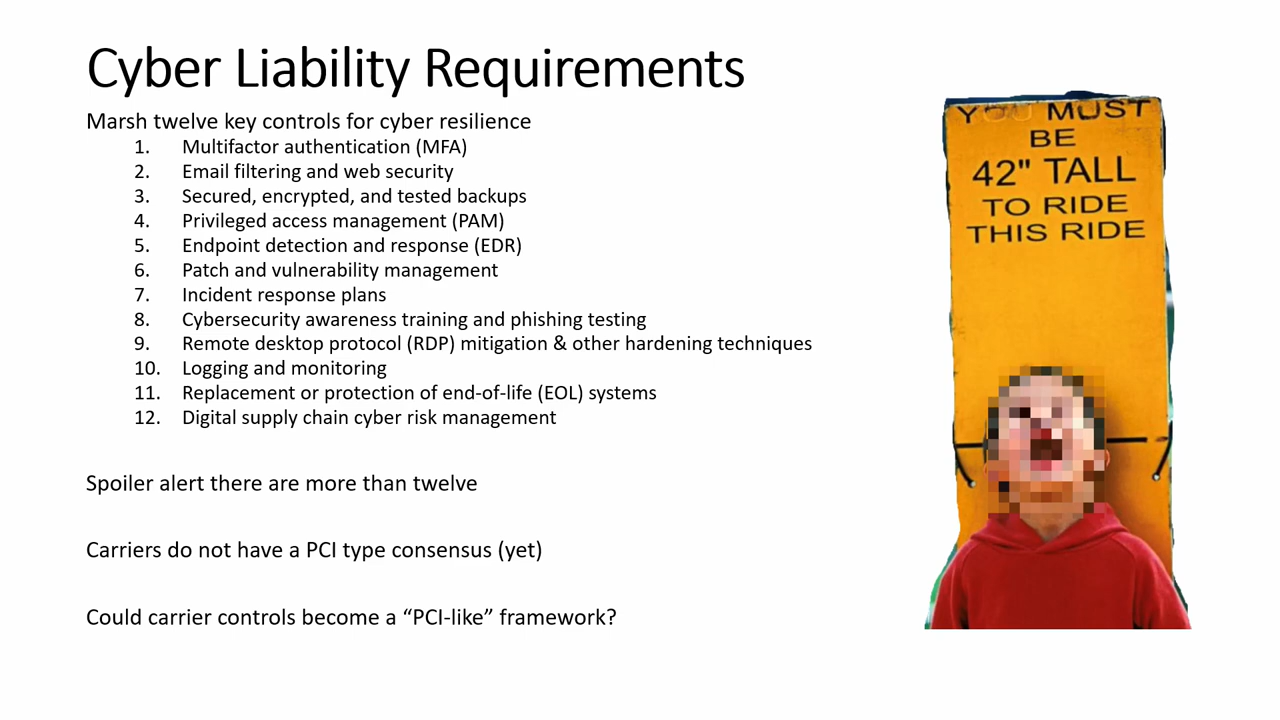 Cyber Liability Requirements
Marsh twelve key controls for cyber resilience
1. Multifactor authentication (MFA)
2. Email filtering and web security
3. Secured, encrypted, and tested backups
4. Privileged access management (PAM)
5. Endpoint detection and response (EDR)
6. Patch and vulnerability management
7. Incident response plans
8. Cybersecurity awareness training and phishing testing
9. Remote desktop protocol (RDP) mitigation & other hardening techniques
10. Logging and monitoring
11. Replacement or protection of end-of-life (EOL) systems
12. Digital supply chain cyber risk management
Spoiler alert there are more than twelve
Carriers do not have a PCI type consensus (yet)
Could carrier controls become a “PCI-like” framework?
YOU MUST
BE
42" TALL
TO RIDE
THIS RIDE